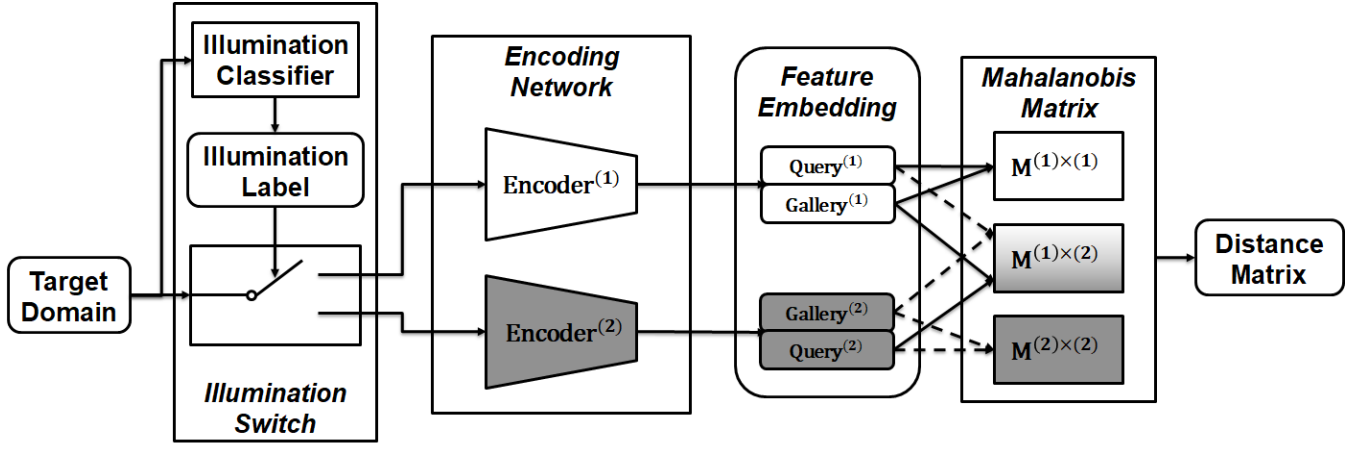 Target
Domain
Illumination
Classifier
Illumination
Label
Illumination
Switch
Encoding
Network
Encoder⁽¹⁾
Encoder⁽²⁾
Feature
Embedding
Query⁽¹⁾
Gallery⁽¹⁾
Gallery⁽²⁾
Query⁽²⁾
Mahalanobis
Matrix
M⁽¹⁾ˣ⁽¹⁾
M⁽¹⁾ˣ⁽²⁾
M⁽²⁾ˣ⁽²⁾
Distance
Matrix